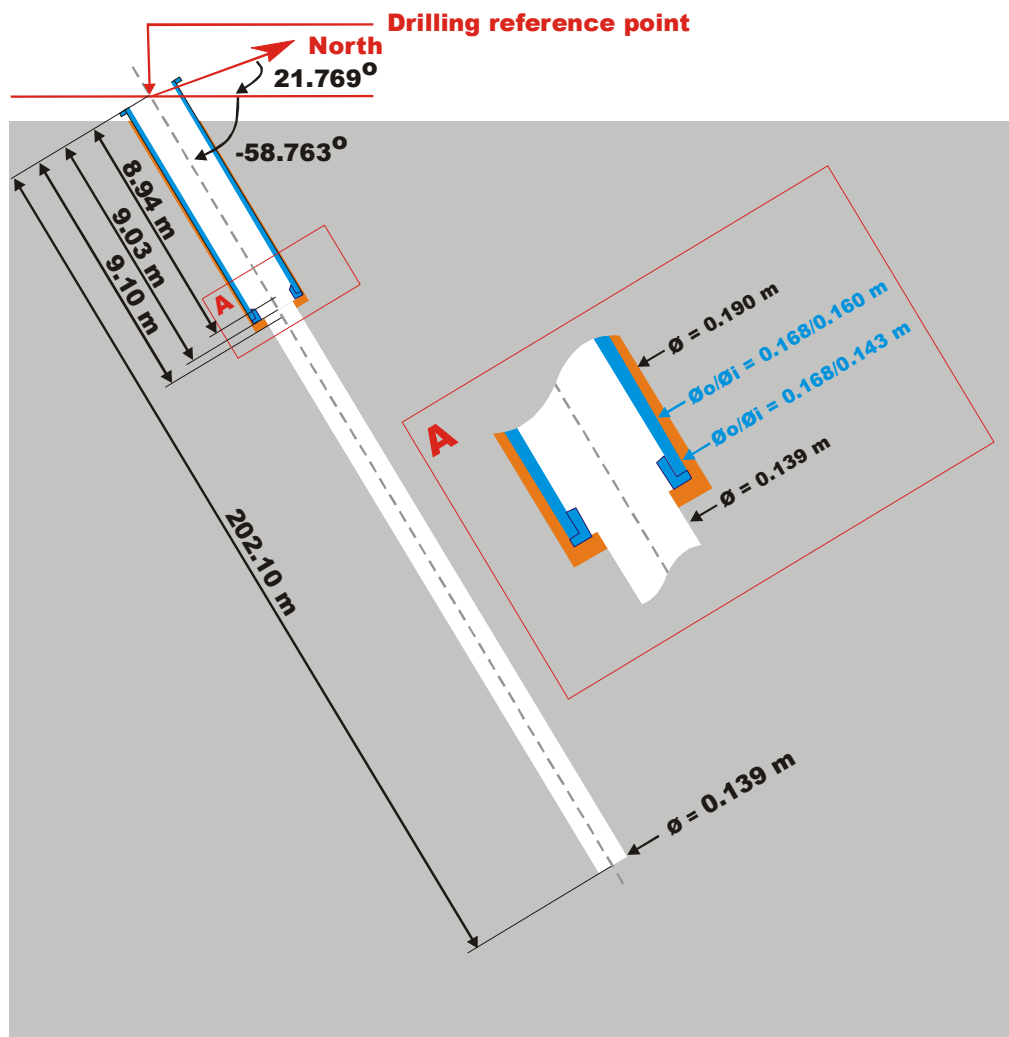 Drilling reference point
North
21.769°
-58.763°
8.94 m
9.03 m
9.10 m
A
202.10 m
A
ø = 0.190 m
Øo/Øi = 0.168/0.160 m
Øo/Øi = 0.168/0.143 m
Ø = 0.139 m
ø = 0.139 m